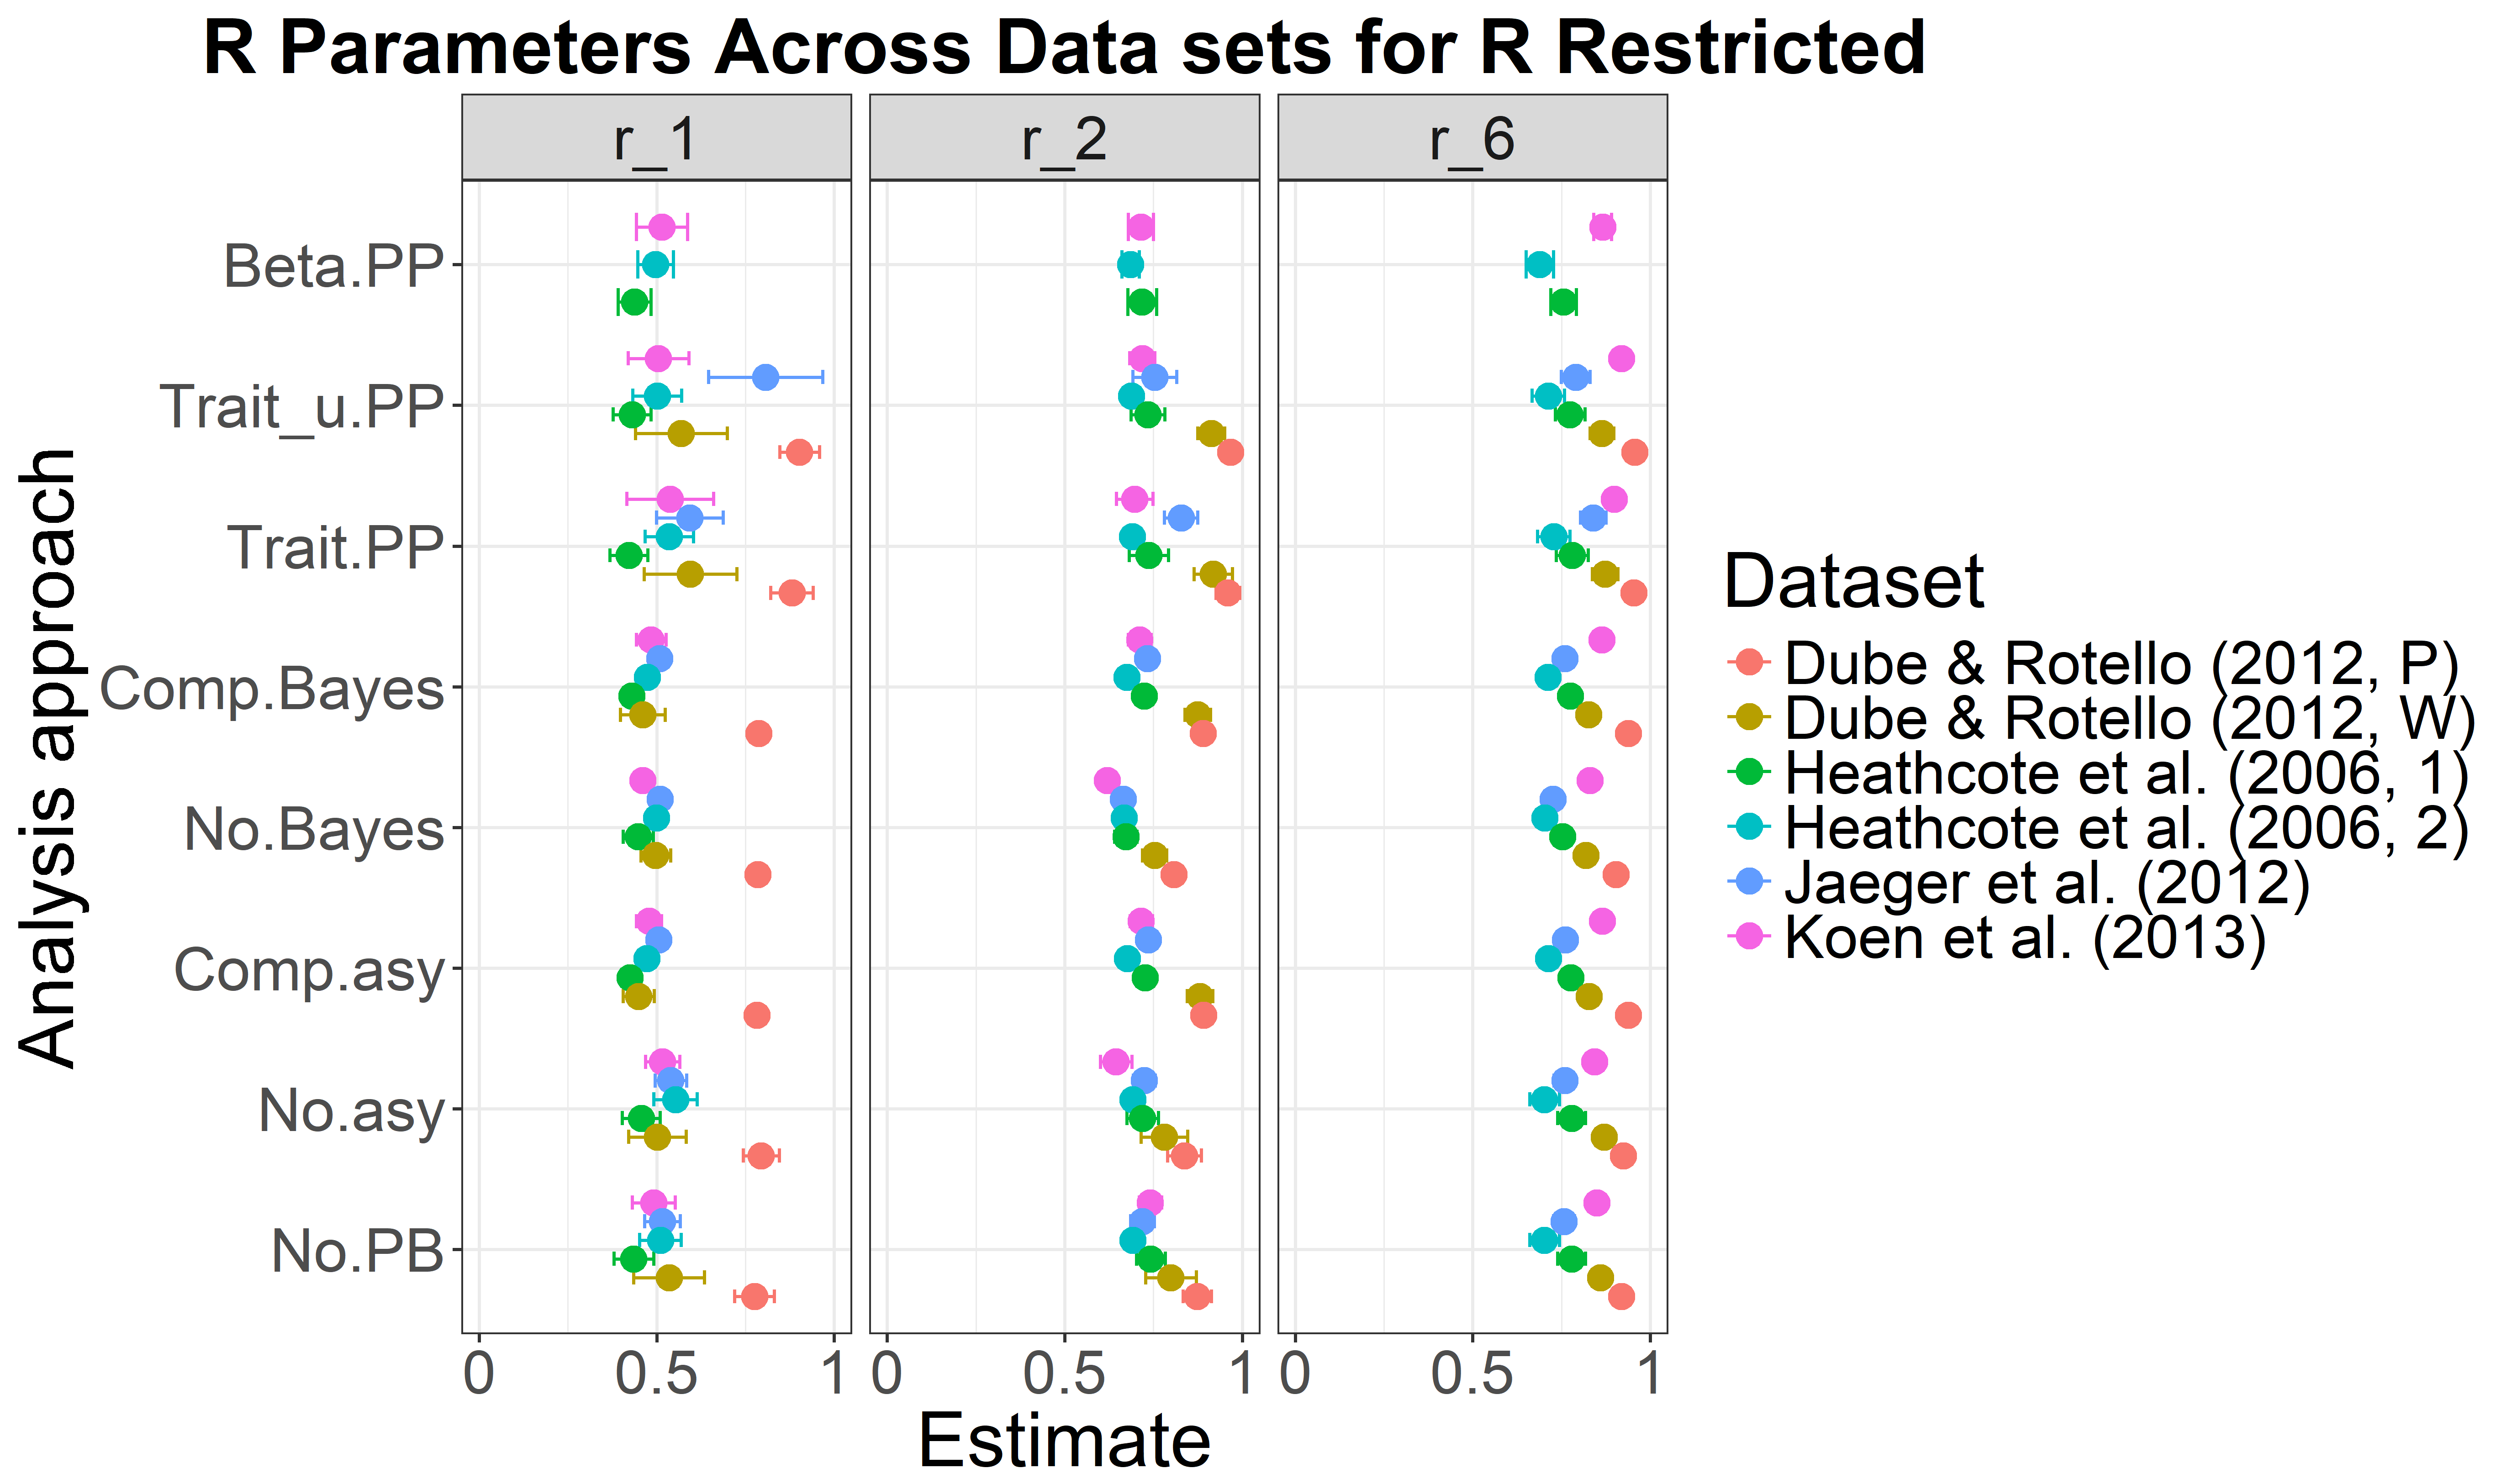 R Parameters Across Data sets for R Restricted
r_1
r_2
r_6
Analysis approach
Beta.PP
Trait_u.PP
Trait.PP
Comp.Bayes
No.Bayes
Comp.asy
No.asy
No.PB
0 0.5 1
0 0.5 1
0 0.5 1
Estimate
Dataset
Dube & Rotello (2012, P)
Dube & Rotello (2012, W)
Heathcote et al. (2006, 1)
Heathcote et al. (2006, 2)
Jaeger et al. (2012)
Koen et al. (2013)